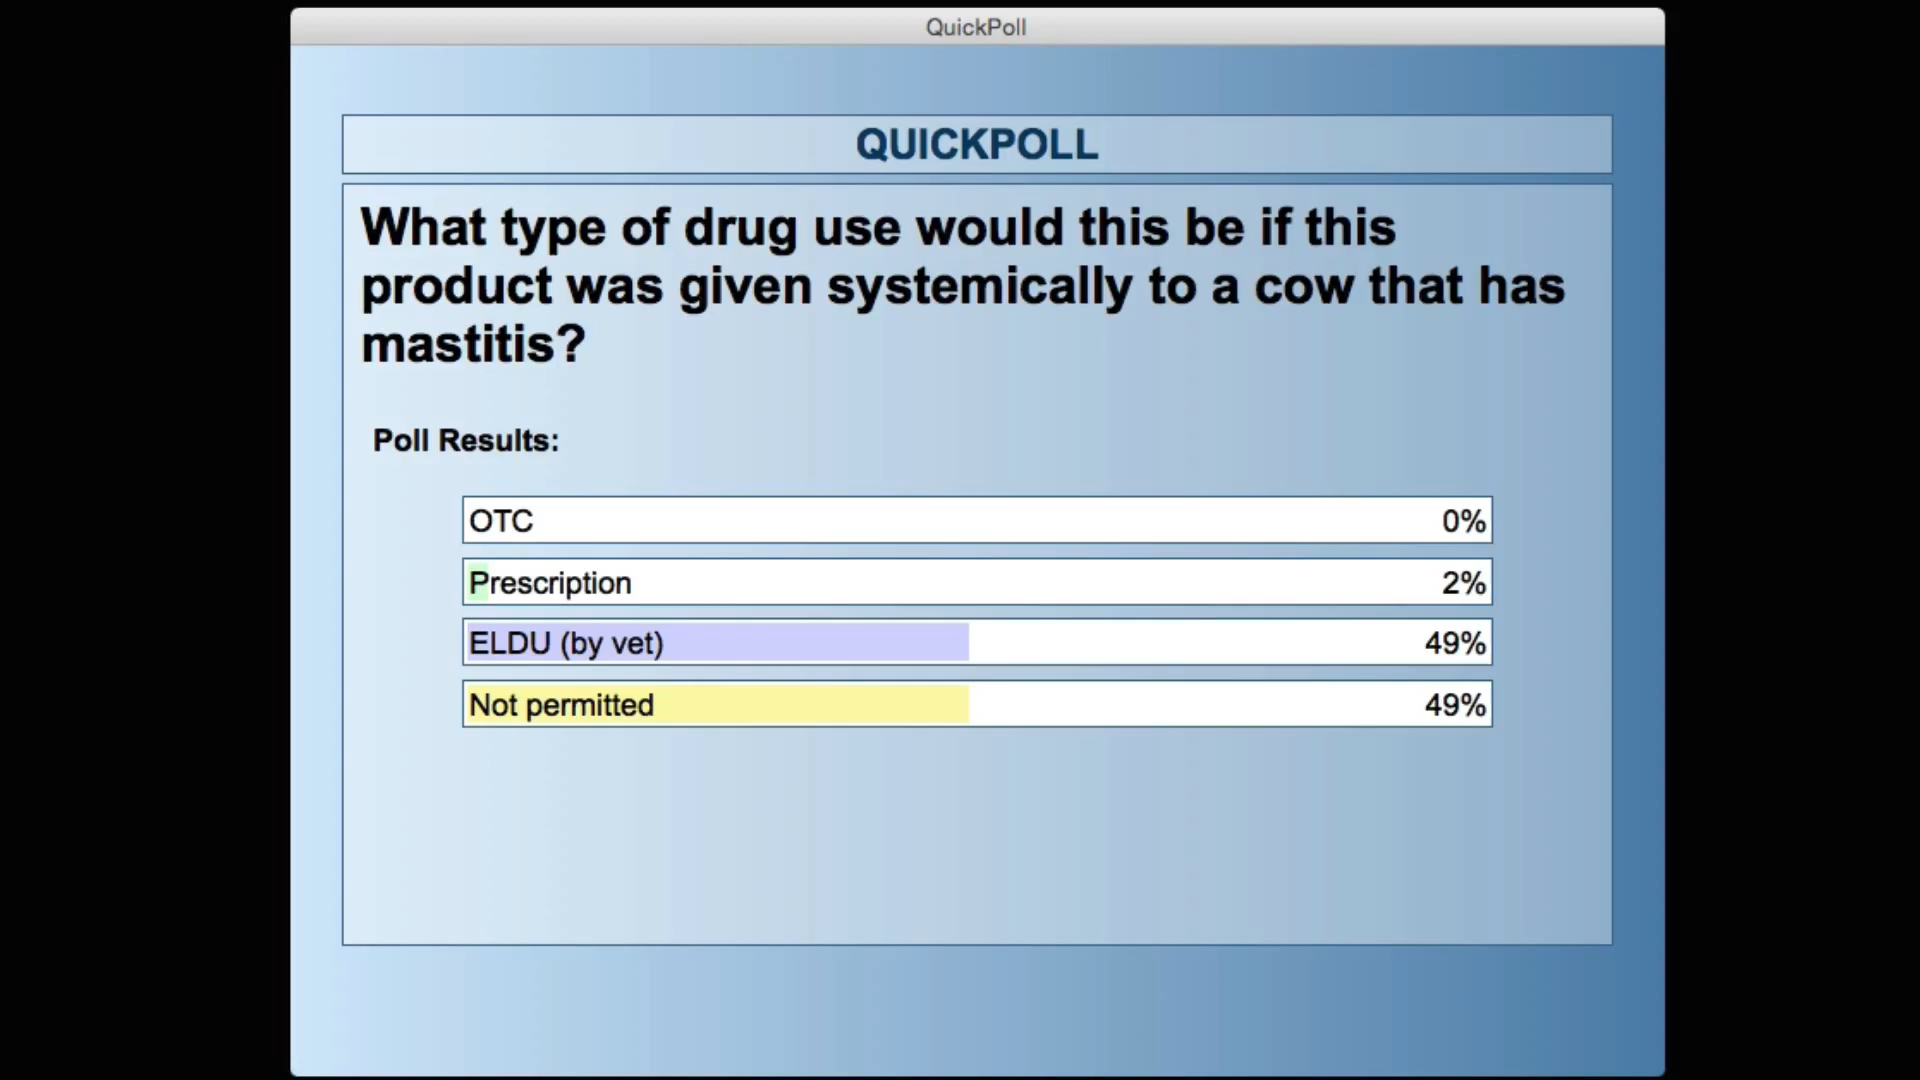 QuickPoll
QUICKPOLL
What type of drug use would this be if this
product was given systemically to a cow that has
mastitis?
Poll Results:
OTC 0%
Prescription 2%
ELDU (by vet) 49%
Not permitted 49%